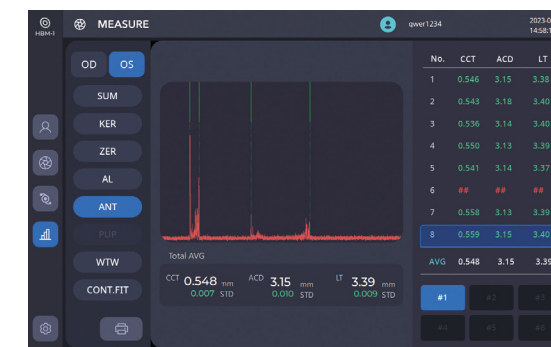 HBM-1
MEASURE
qwer1234
2023-0
14:58:1
OD OS
SUM
KER
ZER
AL
ANT
PUP
WTW
CONT.FIT
Total AVG
CCT 0.548 mm ACD 3.15 mm LT 3.39 mm
0.007 STD 0.010 STD 0.009 STD
No. CCT ACD LT
1 0.546 3.15 3.38
2 0.543 3.18 3.40
3 0.536 3.14 3.40
4 0.550 3.13 3.39
5 0.541 3.14 3.37
6 ## ## ##
7 0.558 3.13 3.39
8 0.559 3.15 3.40
AVG 0.548 3.15 3.39
#1 #2 #3
#4 #5 #6